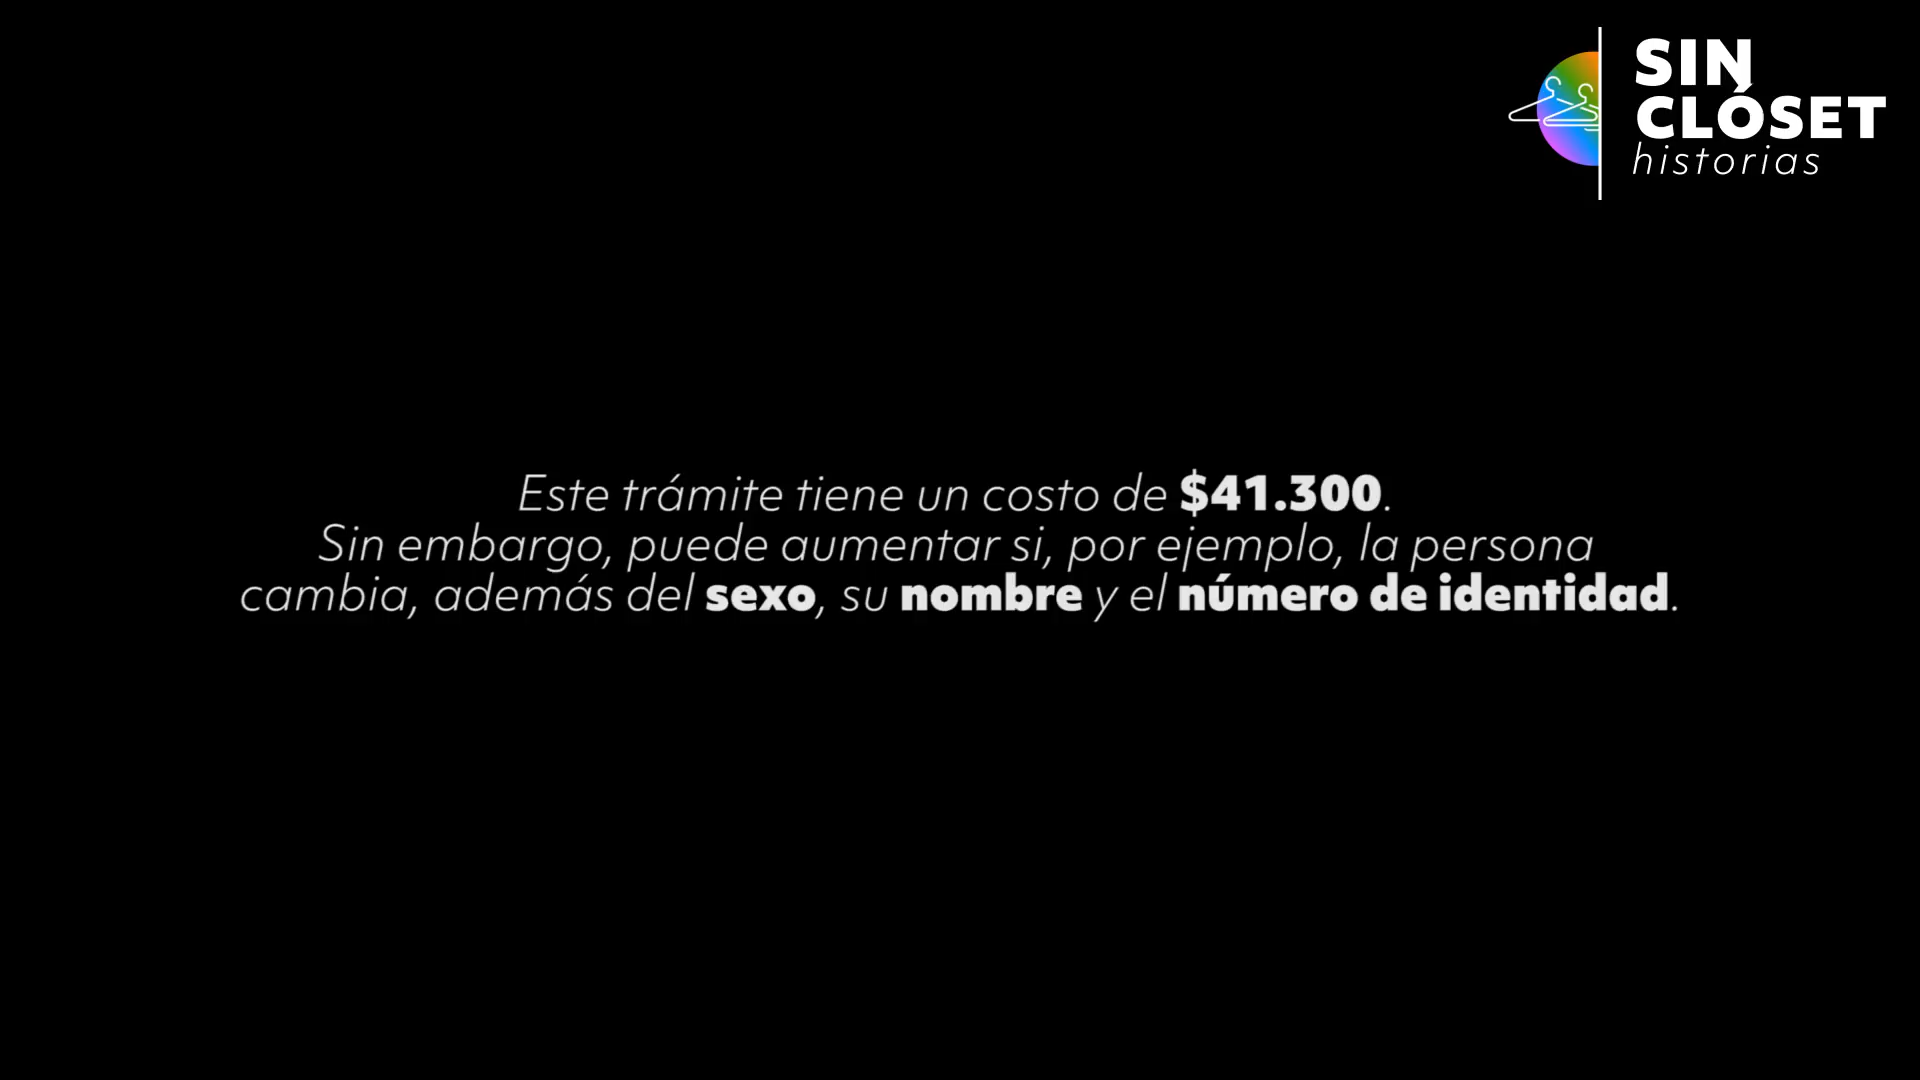 SIN
CLÓSET
historias
Este trámite tiene un costo de $41.300.
Sin embargo, puede aumentar si, por ejemplo, la persona
cambia, además del sexo, su nombre y el número de identidad.